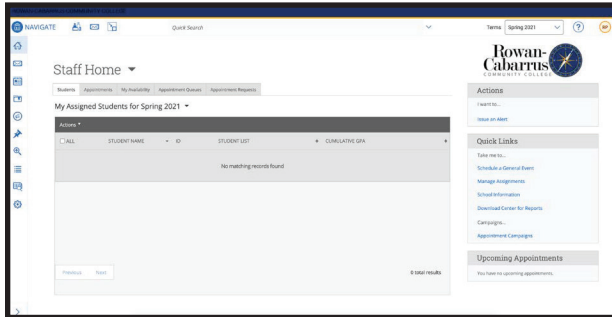 ROWAN-CABARRUS COMMUNITY COLLEGE
NAVIGATE
Quick Search
Terms
Spring 2021
?
Rowan-
Cabarrus
COMMUNITY COLLEGE
Staff Home
Students
Appointments
My Availability
Appointment Queues
Appointment Requests
My Assigned Students for Spring 2021
Actions
ALL
STUDENT NAME
ID
STUDENT LIST
CUMULATIVE GPA
No matching records found
Previous
Next
0 total results
Actions
I want to...
Issue an Alert
Quick Links
Take me to...
Schedule a General Event
Manage Assignments
School Information
Download Center for Reports
Campaigns...
Appointment Campaigns
Upcoming Appointments
You have no upcoming appointments.